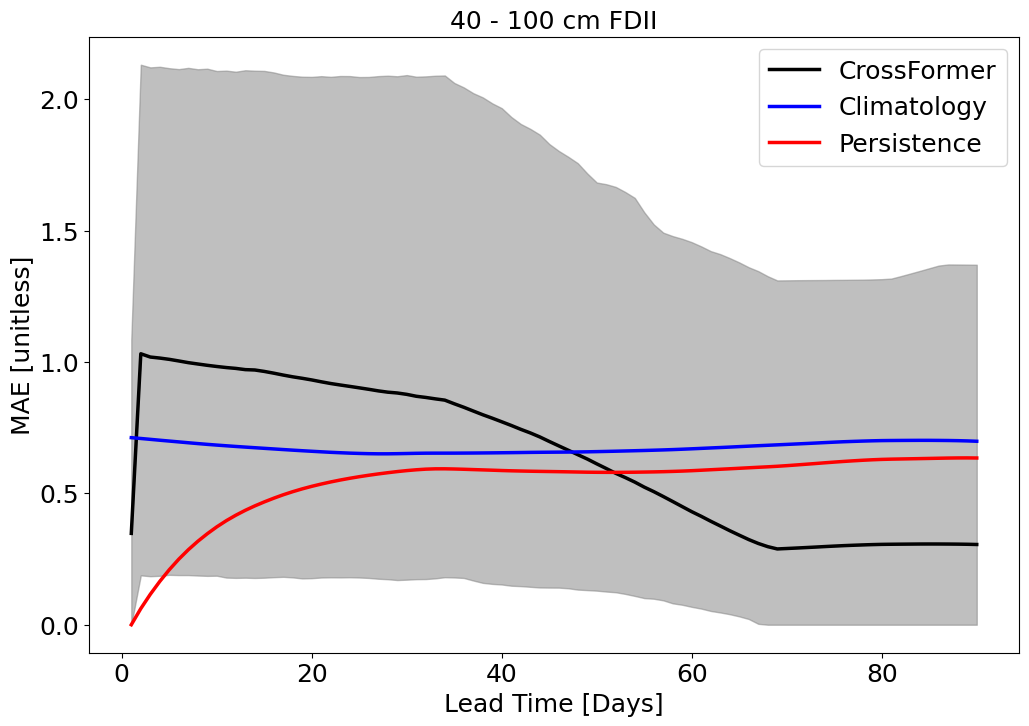 40 - 100 cm FDII
CrossFormer
Climatology
Persistence
MAE [unitless]
2.0
1.5
1.0
0.5
0.0
0 20 40 60 80
Lead Time [Days]